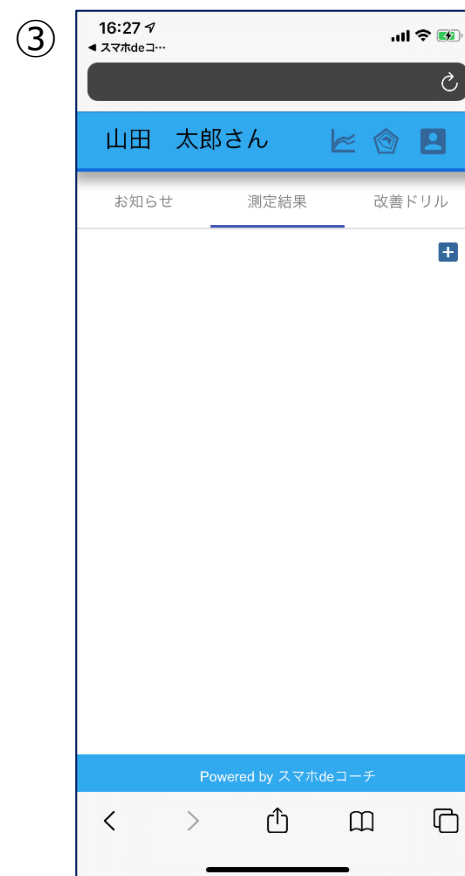 ③
16:27
◀ スマホdeコ…
山田　太郎さん
お知らせ 測定結果 改善ドリル
Powered by スマホdeコーチ